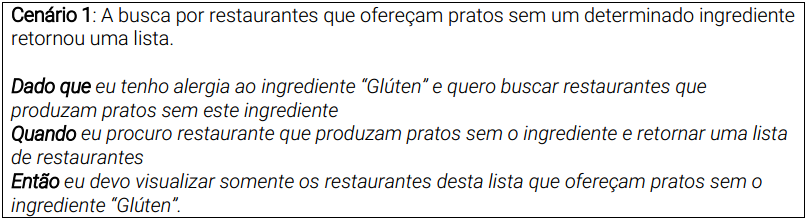 Cenário 1: A busca por restaurantes que ofereçam pratos sem um determinado ingrediente
retornou uma lista.
Dado que eu tenho alergia ao ingrediente “Glúten” e quero buscar restaurantes que
produzam pratos sem este ingrediente
Quando eu procuro restaurante que produzam pratos sem o ingrediente e retornar uma lista
de restaurantes
Então eu devo visualizar somente os restaurantes desta lista que ofereçam pratos sem o
ingrediente “Glúten”.